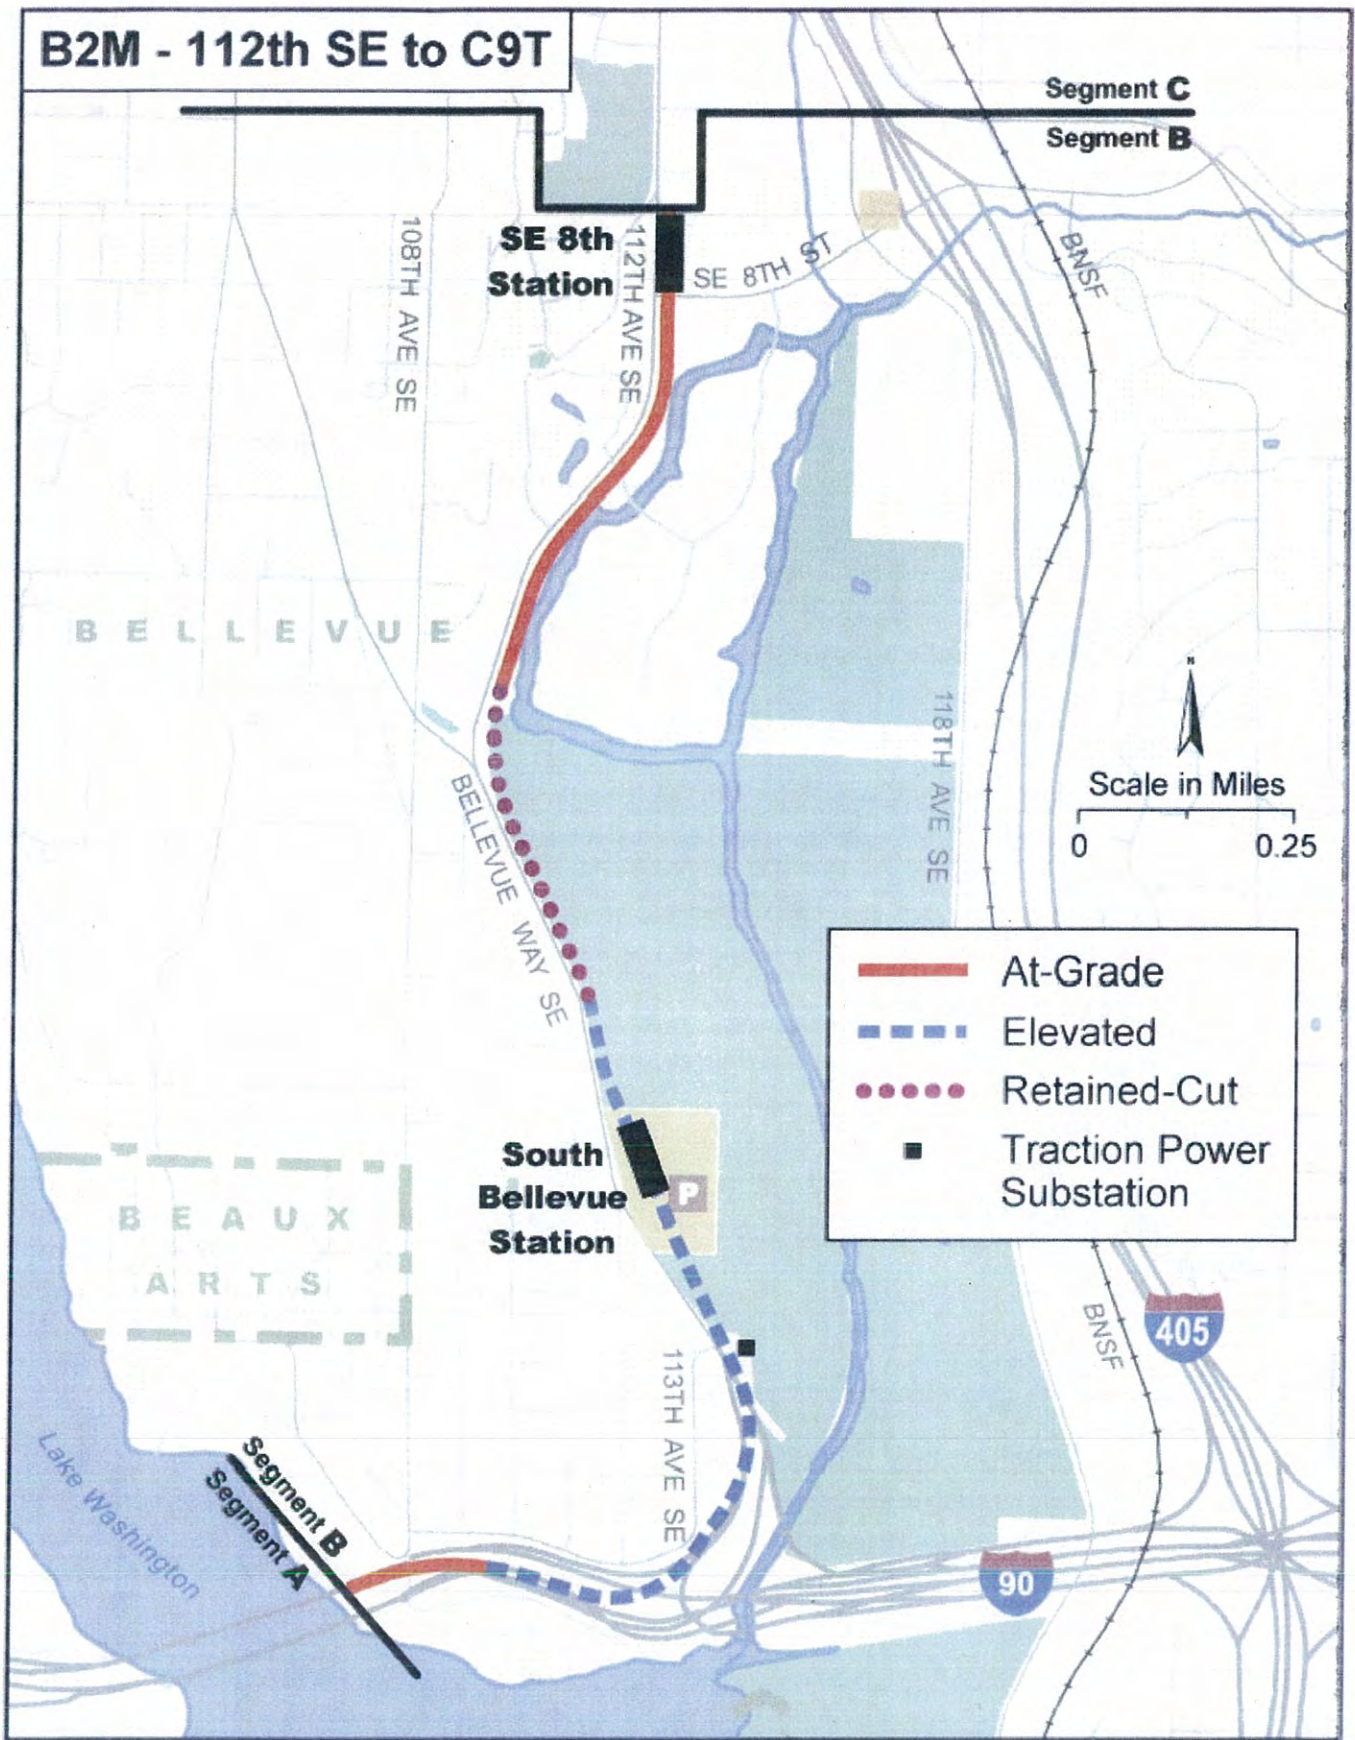 B2M - 112th SE to C9T
Segment C
Segment B
SE 8th
Station
112TH AVE SE
SE 8TH ST
108TH AVE SE
BNSF
BELLEVUE
118TH AVE SE
N
Scale in Miles
0 0.25
BELLEVUE WAY SE
At-Grade
Elevated
Retained-Cut
Traction Power
Substation
South
Bellevue
Station
P
BEAUX
ARTS
405
BNSF
113TH AVE SE
Lake Washington
Segment B
Segment A
90